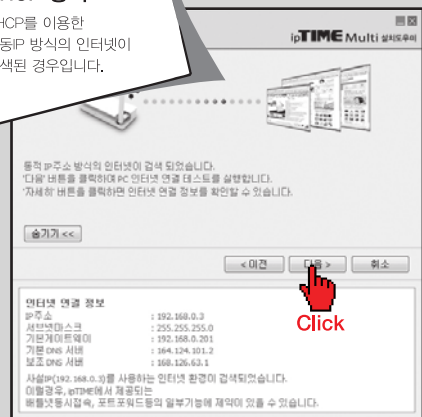 HCP를 이용한
동IP 방식의 인터넷이
색된 경우입니다.
ipTIME Multi 설치도우미
동적 IP주소 방식의 인터넷이 검색 되었습니다.
'다음' 버튼을 클릭하여 PC 인터넷 연결 테스트를 실행합니다.
'자세히' 버튼을 클릭하면 인터넷 연결 정보를 확인할 수 있습니다.
숨기기 <<
< 이전
다음 >
취소
Click
인터넷 연결 정보
IP주소 : 192.168.0.3
서브넷마스크 : 255.255.255.0
기본게이트웨이 : 192.168.0.201
기본 DNS 서버 : 164.124.101.2
보조 DNS 서버 : 168.126.63.1
사설IP(192.168.0.3)를 사용하는 인터넷 환경이 검색되었습니다.
이럴경우, ipTIME에서 제공되는
배틀넷동시접속, 포트포워드등의 일부기능에 제약이 있을 수 있습니다.